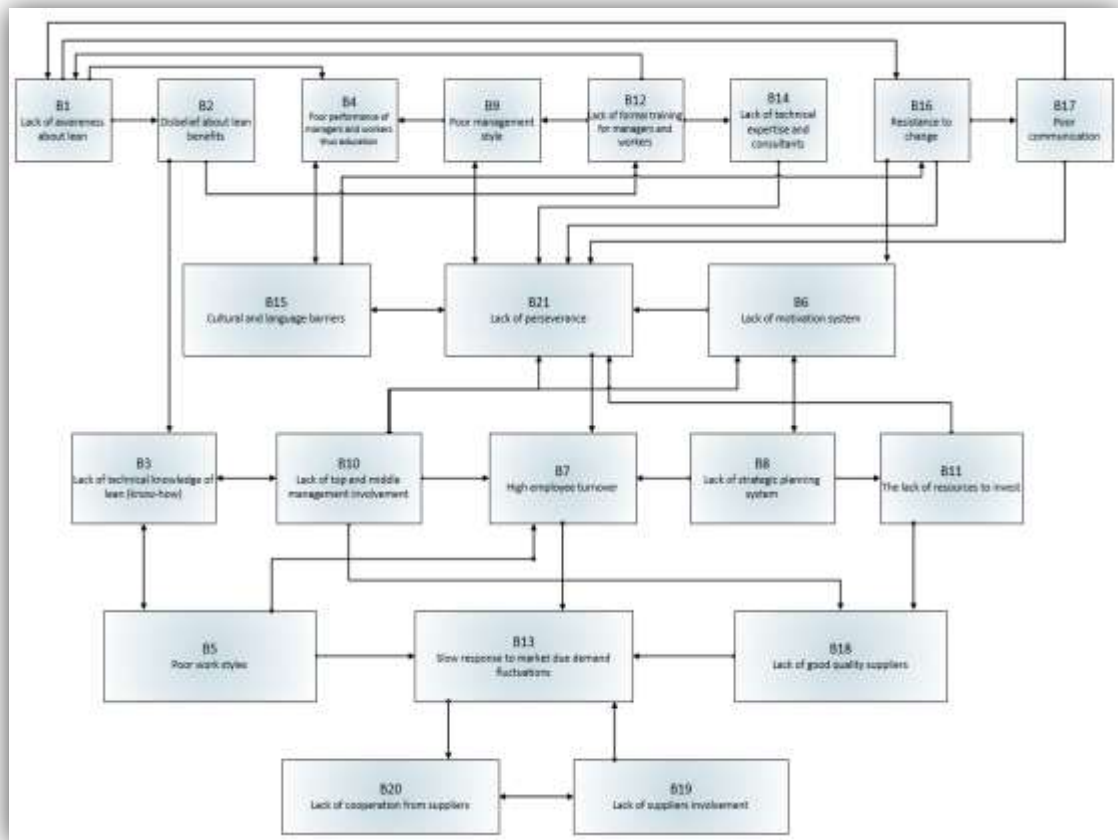 B1
Lack of awareness
about lean
B2
Disbelief about lean
benefits
B4
Poor performance of
managers and workers
thus education
B9
Poor management
style
B12
Lack of formal training
for managers and
workers
B14
Lack of technical
expertise and
consultants
B16
Resistance to
change
B17
Poor
communication
B15
Cultural and language barriers
B21
Lack of perseverance
B6
Lack of motivation system
B3
Lack of technical knowledge of
lean (know-how)
B10
Lack of top and middle
management involvement
B7
High employee turnover
B8
Lack of strategic planning
system
B11
The lack of resources to invest
B5
Poor work styles
B13
Slow response to market due demand
fluctuations
B18
Lack of good quality suppliers
B20
Lack of cooperation from suppliers
B19
Lack of suppliers involvement